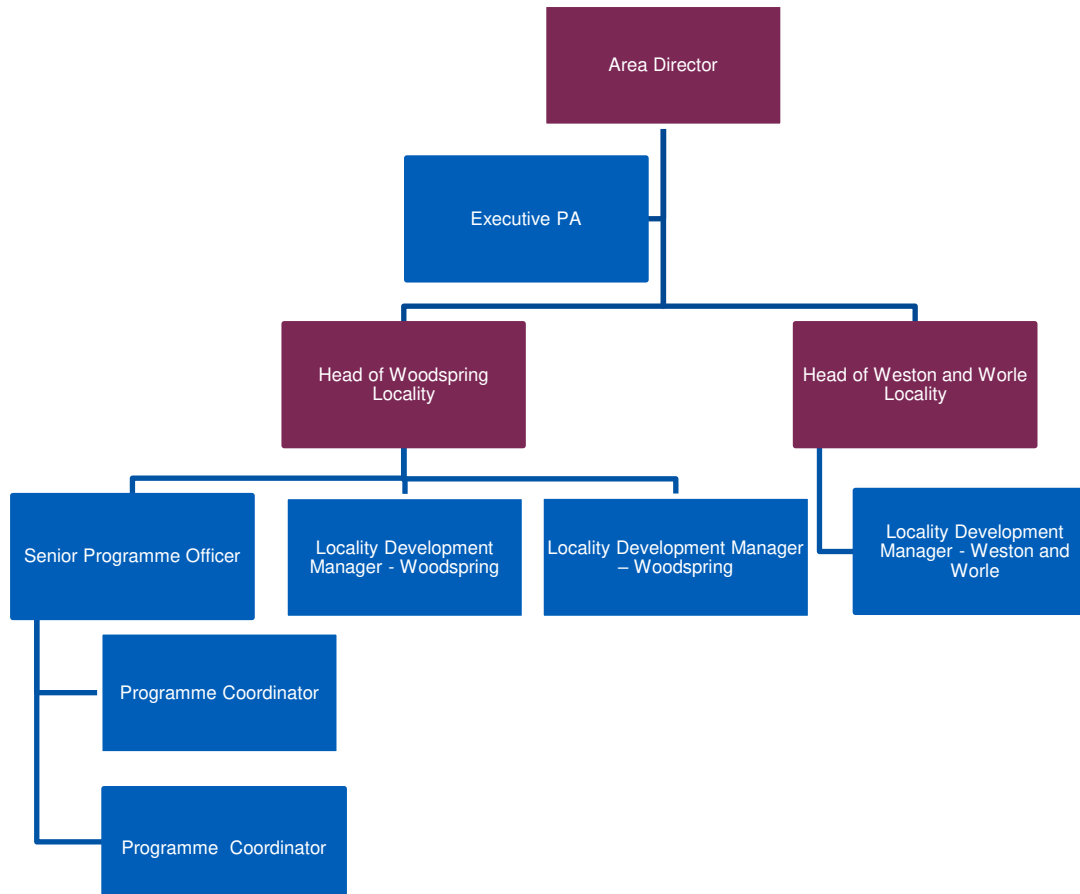 Area Director
Executive PA
Head of Woodspring
Locality
Head of Weston and Worle
Locality
Senior Programme Officer
Locality Development
Manager - Woodspring
Locality Development Manager
– Woodspring
Locality Development
Manager - Weston and
Worle
Programme Coordinator
Programme Coordinator